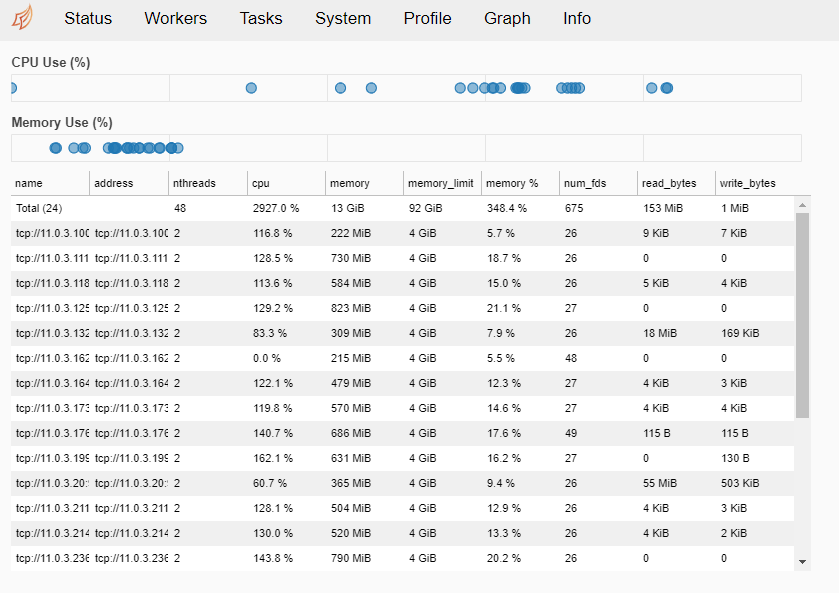 Status Workers Tasks System Profile Graph Info
CPU Use (%)
Memory Use (%)
name address nthreads cpu memory memory_limit memory % num_fds read_bytes write_bytes
Total (24) 48 2927.0 % 13 GiB 92 GiB 348.4 % 675 153 MiB 1 MiB
tcp://11.0.3.100 tcp://11.0.3.100 2 116.8 % 222 MiB 4 GiB 5.7 % 26 9 KiB 7 KiB
tcp://11.0.3.111 tcp://11.0.3.111 2 128.5 % 730 MiB 4 GiB 18.7 % 26 0 0
tcp://11.0.3.118 tcp://11.0.3.118 2 113.6 % 584 MiB 4 GiB 15.0 % 26 5 KiB 4 KiB
tcp://11.0.3.125 tcp://11.0.3.125 2 129.2 % 823 MiB 4 GiB 21.1 % 27 0 0
tcp://11.0.3.132 tcp://11.0.3.132 2 83.3 % 309 MiB 4 GiB 7.9 % 26 18 MiB 169 KiB
tcp://11.0.3.162 tcp://11.0.3.162 2 0.0 % 215 MiB 4 GiB 5.5 % 48 0 0
tcp://11.0.3.164 tcp://11.0.3.164 2 122.1 % 479 MiB 4 GiB 12.3 % 27 4 KiB 3 KiB
tcp://11.0.3.173 tcp://11.0.3.173 2 119.8 % 570 MiB 4 GiB 14.6 % 27 4 KiB 4 KiB
tcp://11.0.3.176 tcp://11.0.3.176 2 140.7 % 686 MiB 4 GiB 17.6 % 49 115 B 115 B
tcp://11.0.3.199 tcp://11.0.3.199 2 162.1 % 631 MiB 4 GiB 16.2 % 27 0 130 B
tcp://11.0.3.20: tcp://11.0.3.20: 2 60.7 % 365 MiB 4 GiB 9.4 % 26 55 MiB 503 KiB
tcp://11.0.3.211 tcp://11.0.3.211 2 128.1 % 504 MiB 4 GiB 12.9 % 26 4 KiB 3 KiB
tcp://11.0.3.214 tcp://11.0.3.214 2 130.0 % 520 MiB 4 GiB 13.3 % 26 4 KiB 2 KiB
tcp://11.0.3.236 tcp://11.0.3.236 2 143.8 % 790 MiB 4 GiB 20.2 % 26 0 0